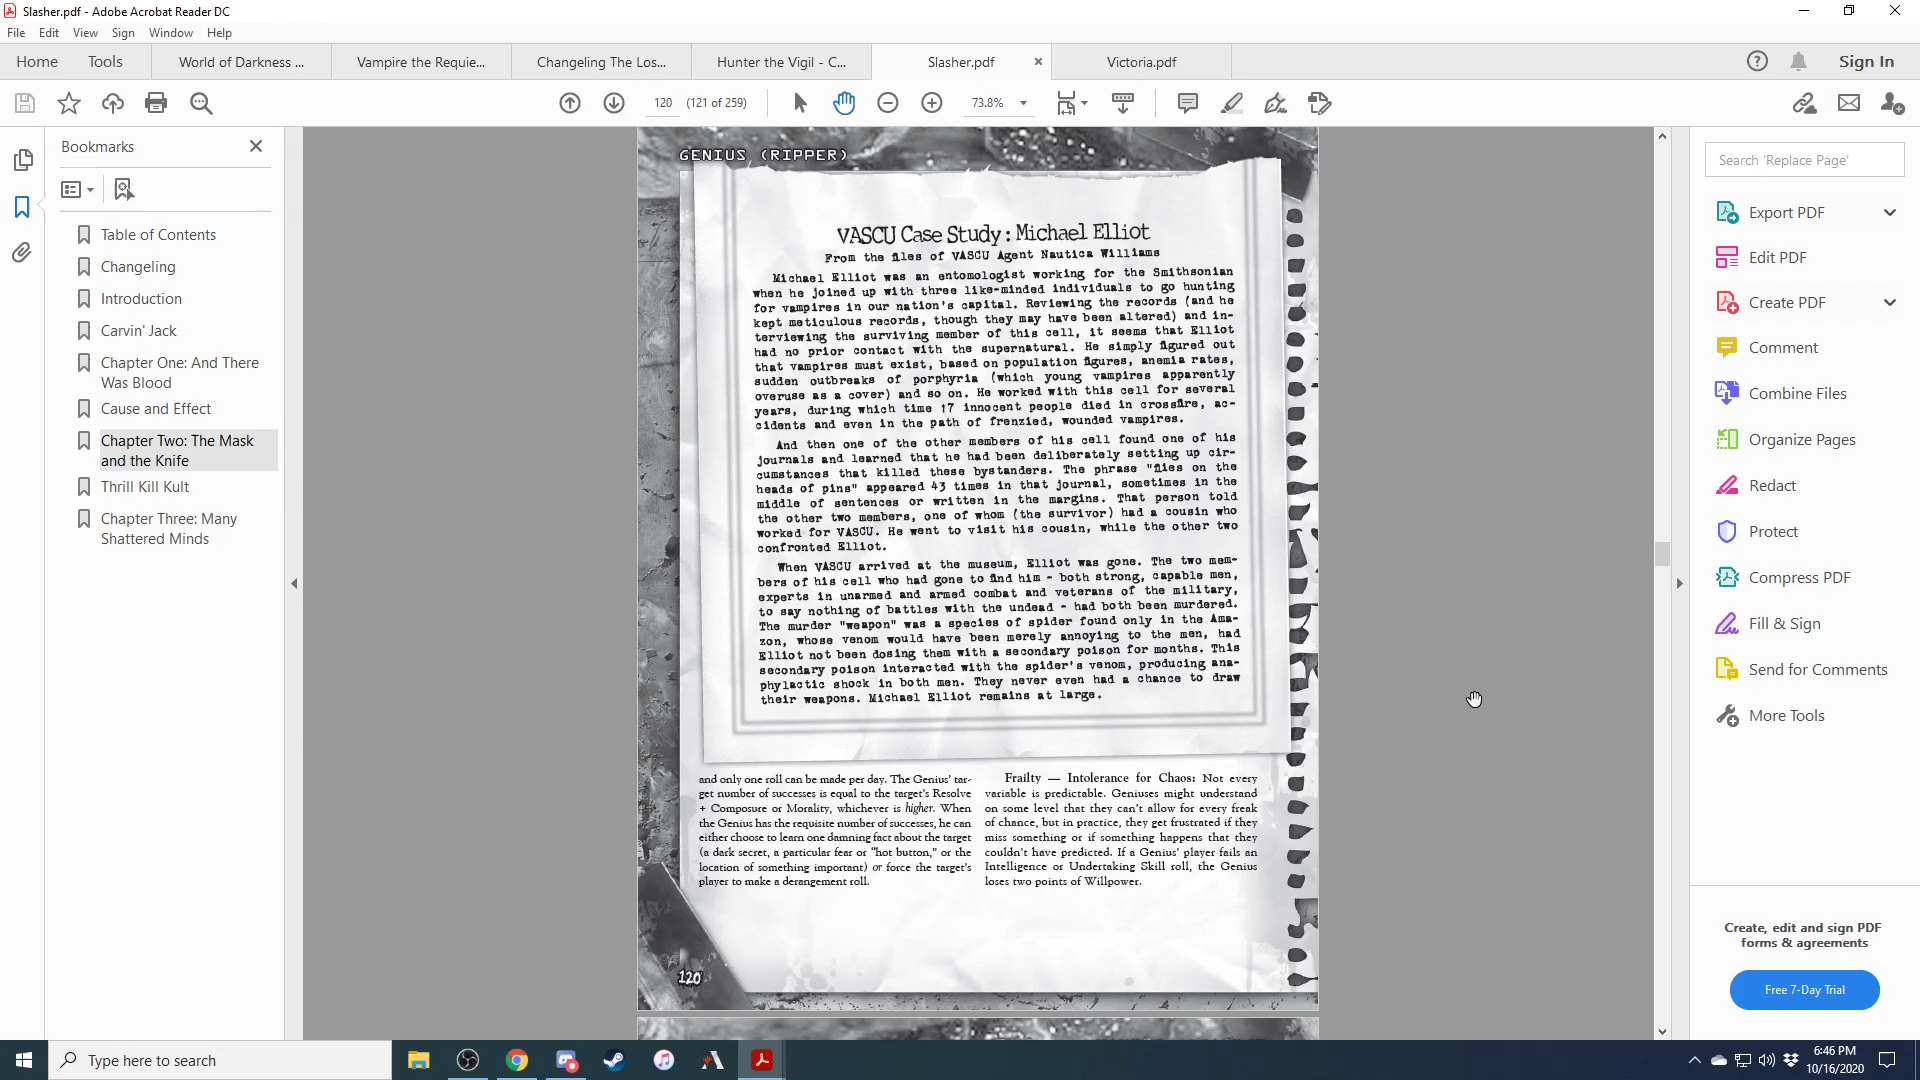 Slasher.pdf - Adobe Acrobat Reader DC
File Edit View Sign Window Help
Home Tools World of Darkness ... Vampire the Requie... Changeling The Los... Hunter the Vigil - C... Slasher.pdf Victoria.pdf Sign In
120 (121 of 259) 73.8%
Bookmarks
Table of Contents
Changeling
Introduction
Carvin' Jack
Chapter One: And There
Was Blood
Cause and Effect
Chapter Two: The Mask
and the Knife
Thrill Kill Kult
Chapter Three: Many
Shattered Minds
GENIUS (RIPPER)
VASCU Case Study: Michael Elliot
From the files of VASCU Agent Nautica Williams
Michael Elliot was an entomologist working for the Smithsonian
when he joined up with three like-minded individuals to go hunting
for vampires in our nation's capital. Reviewing the records (and he
kept meticulous records, though they may have been altered) and in-
terviewing the surviving member of this cell, it seems that Elliot
had no prior contact with the supernatural. He simply figured out
that vampires must exist, based on population figures, anemia rates,
sudden outbreaks of porphyria (which young vampires apparently
overuse as a cover) and so on. He worked with this cell for several
years, during which time 17 innocent people died in crossfire, ac-
cidents and even in the path of frenzied, wounded vampires.
And then one of the other members of his cell found one of his
journals and learned that he had been deliberately setting up cir-
cumstances that killed these bystanders. The phrase "flies on the
heads of pins" appeared 43 times in that journal, sometimes in the
middle of sentences or written in the margins. That person told
the other two members, one of whom (the survivor) had a cousin who
worked for VASCU. He went to visit his cousin, while the other two
confronted Elliot.
When VASCU arrived at the museum, Elliot was gone. The two mem-
bers of his cell who had gone to find him - both strong, capable men,
experts in unarmed and armed combat and veterans of the military,
to say nothing of battles with the undead - had both been murdered.
The murder "weapon" was a species of spider found only in the Ama-
zon, whose venom would have been merely annoying to the men, had
Elliot not been dosing them with a secondary poison for months. This
secondary poison interacted with the spider's venom, producing ana-
phylactic shock in both men. They never even had a chance to draw
their weapons. Michael Elliot remains at large.
and only one roll can be made per day. The Genius' tar-
get number of successes is equal to the target's Resolve
+ Composure or Morality, whichever is higher. When
the Genius has the requisite number of successes, he can
either choose to learn one damning fact about the target
(a dark secret, a particular fear or "hot button," or the
location of something important) or force the target's
player to make a derangement roll.
Frailty — Intolerance for Chaos: Not every
variable is predictable. Geniuses might understand
on some level that they can't allow for every freak
of chance, but in practice, they get frustrated if they
miss something or if something happens that they
couldn't have predicted. If a Genius' player fails an
Intelligence or Undertaking Skill roll, the Genius
loses two points of Willpower.
120
Search 'Replace Page'
Export PDF
Edit PDF
Create PDF
Comment
Combine Files
Organize Pages
Redact
Protect
Compress PDF
Fill & Sign
Send for Comments
More Tools
Create, edit and sign PDF
forms & agreements
Free 7-Day Trial
Type here to search
6:46 PM
10/16/2020